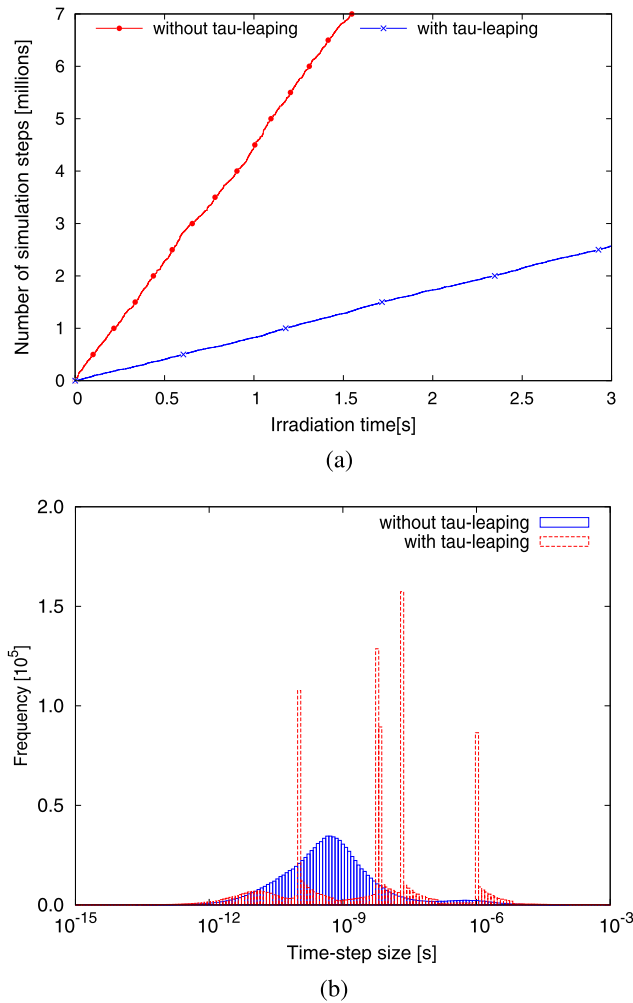 7
6
5
4
3
2
1
0
Number of simulation steps [millions]
without tau-leaping
with tau-leaping
0 0.5 1 1.5 2 2.5 3
Irradiation time[s]
(a)
2.0
1.5
1.0
0.5
0.0
Frequency [10⁵]
without tau-leaping
with tau-leaping
10⁻¹⁵ 10⁻¹² 10⁻⁹ 10⁻⁶ 10⁻³
Time-step size [s]
(b)